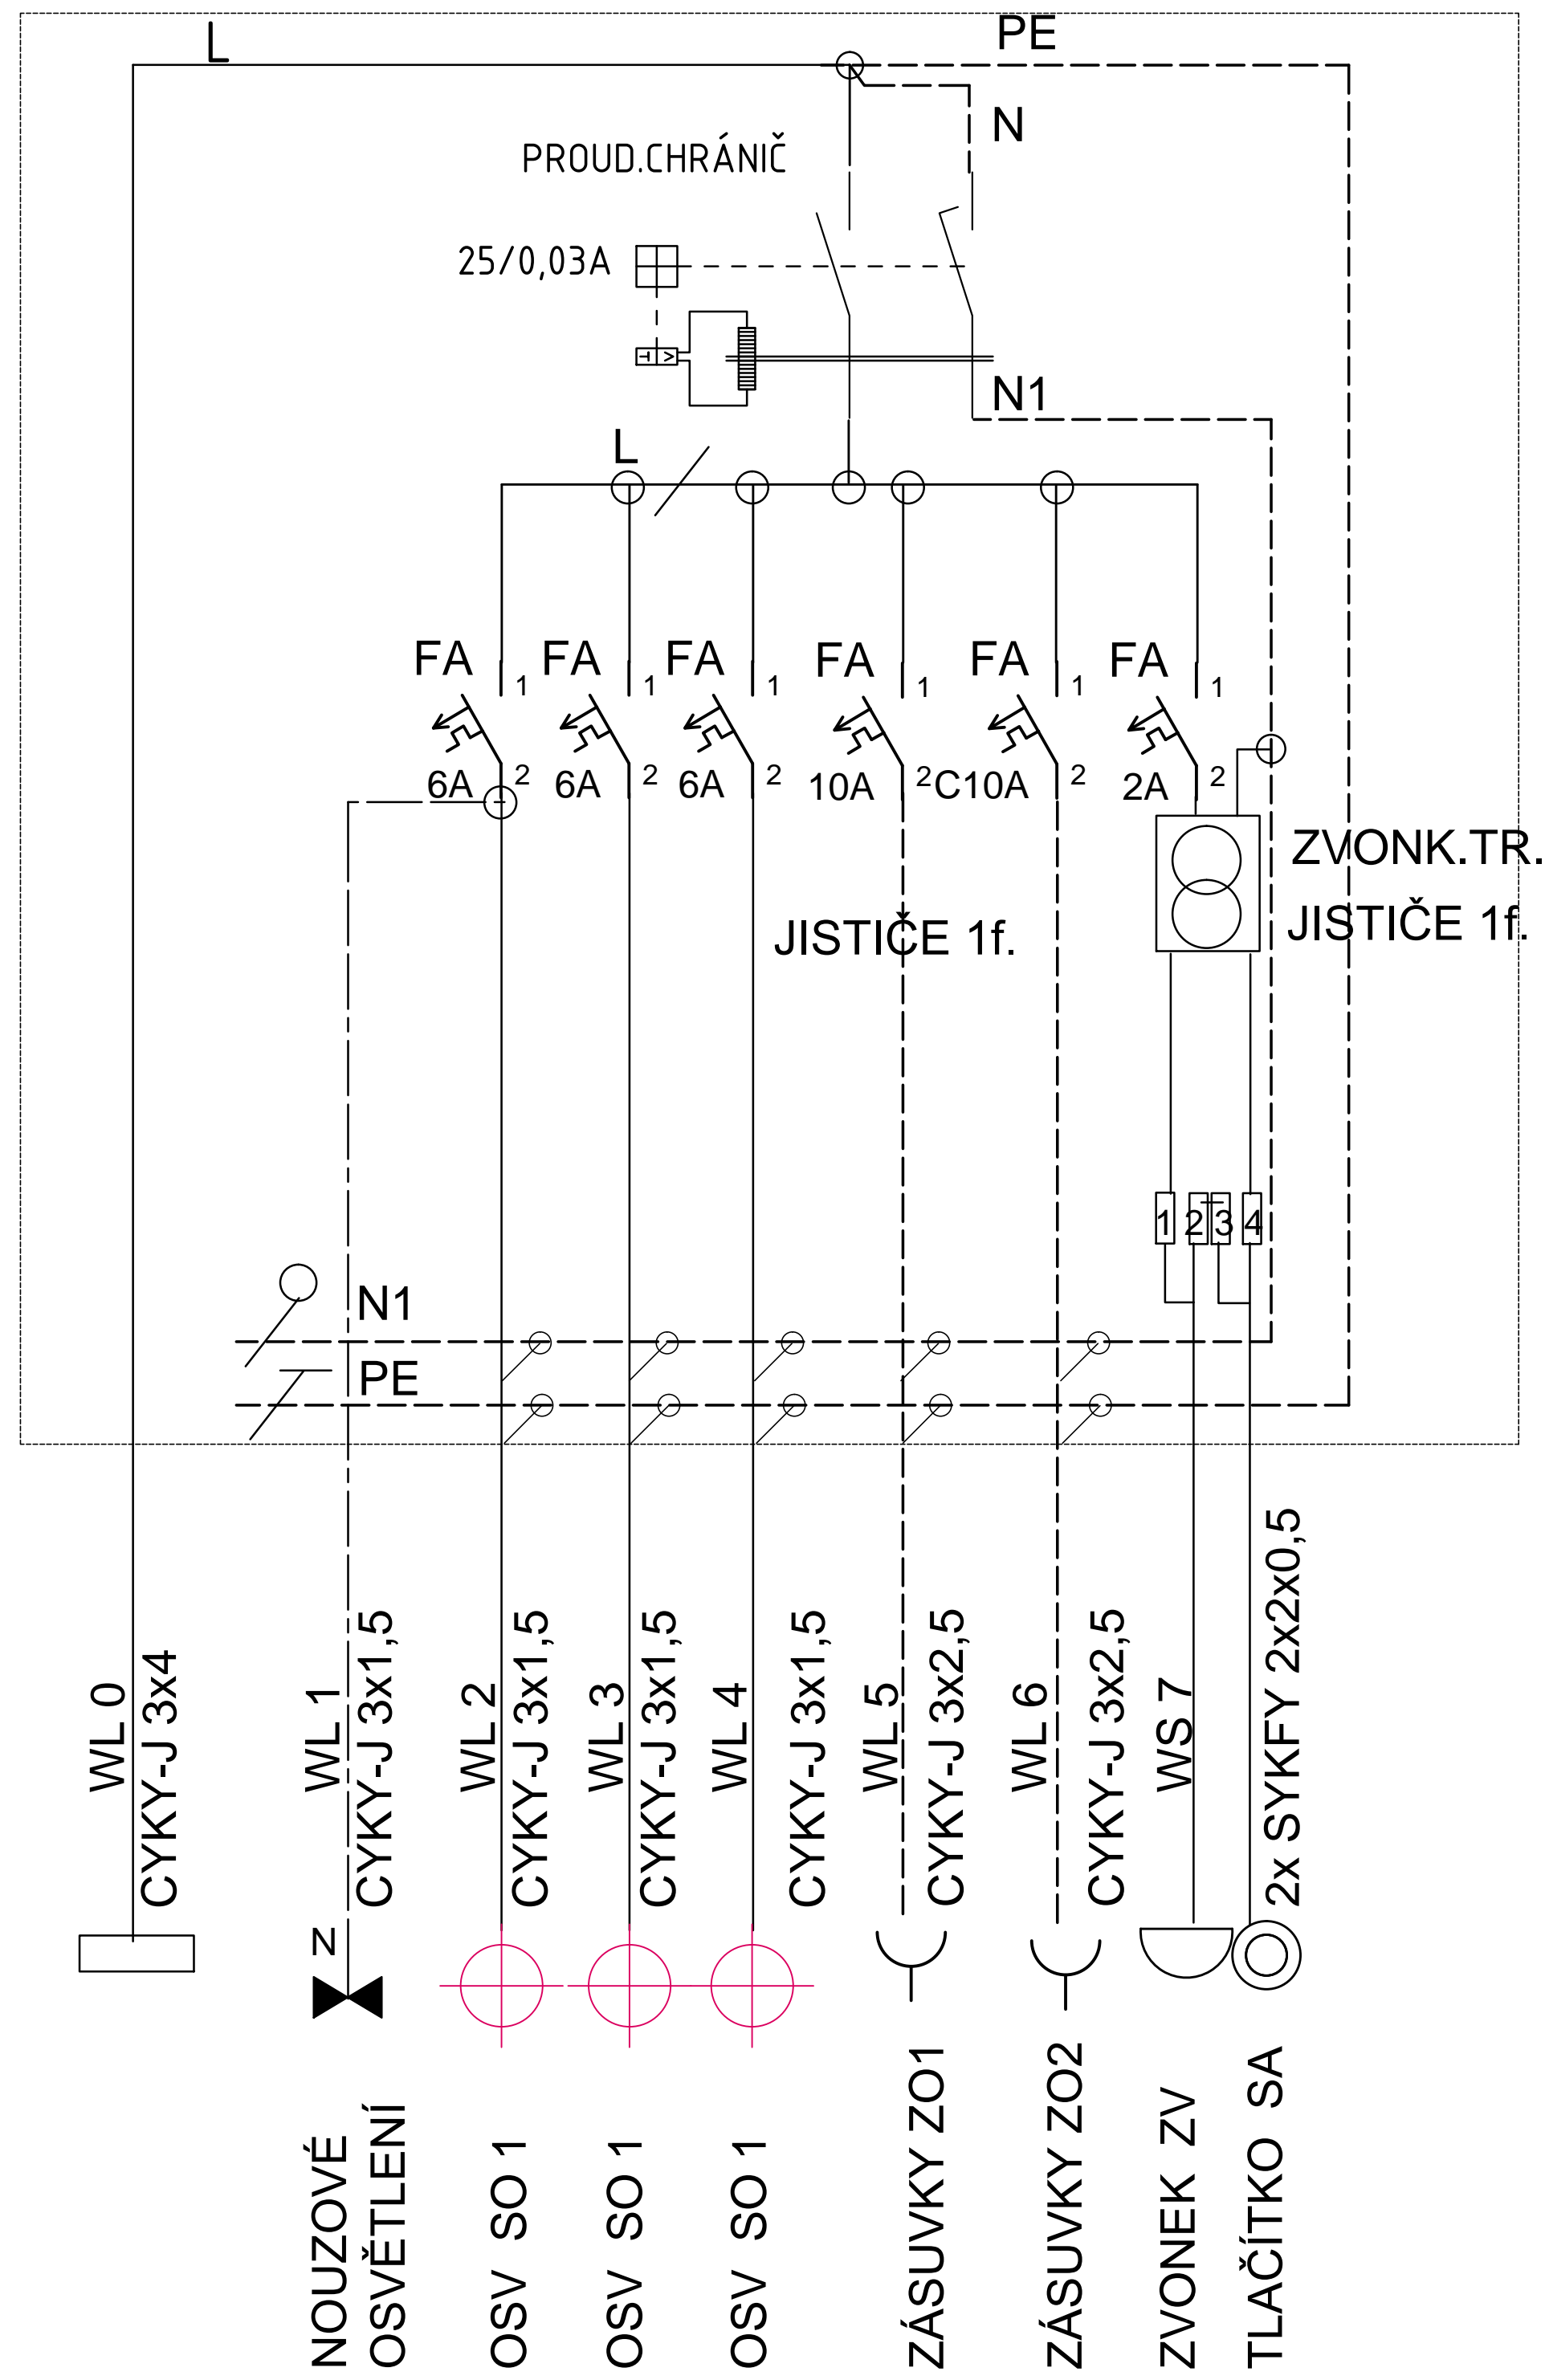 L
PE
N
PROUD.CHRÁNIČ
25/0,03A
N1
L
FA
FA
FA
FA
FA
FA
1
1
1
1
1
1
6A
2
6A
2
6A
2
10A
2
C10A
2
2A
2
ZVONK.TR.
JISTIČE 1f.
JISTIČE 1f.
1
2
3
4
N1
PE
WL 0
CYKY-J 3x4
WL 1
CYKY-J 3x1,5
WL 2
CYKY-J 3x1,5
WL 3
CYKY-J 3x1,5
WL 4
CYKY-J 3x1,5
WL 5
CYKY-J 3x2,5
WL 6
CYKY-J 3x2,5
WS 7
2x SYKFY 2x2x0,5
N
NOUZOVÉ
OSVĚTLENÍ
OSV SO 1
OSV SO 1
OSV SO 1
ZÁSUVKY ZO1
ZÁSUVKY ZO2
ZVONEK ZV
TLAČÍTKO SA